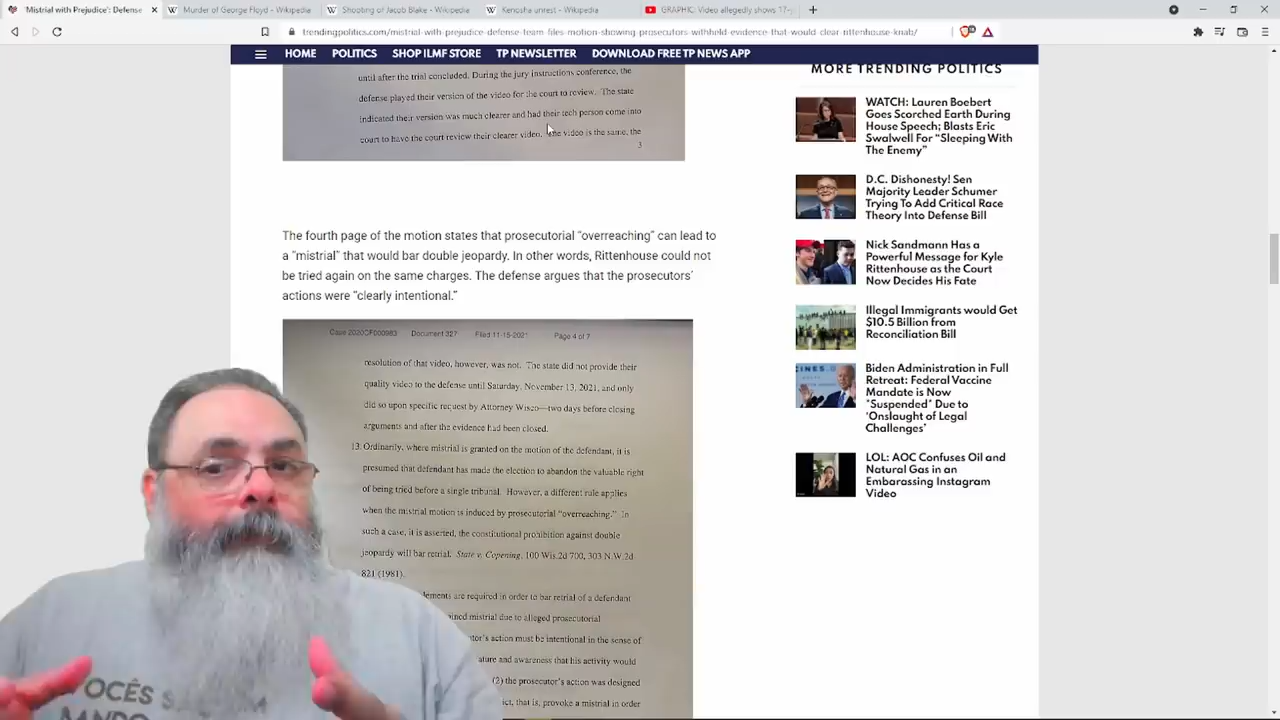 'Mistrial with Prejudice': Defense
Murder of George Floyd - Wikipedia
Shooting of Jacob Blake - Wikipedia
Kenosha unrest - Wikipedia
GRAPHIC: Video allegedly shows 17-y
trendingpolitics.com/mistrial-with-prejudice-defense-team-files-motion-showing-prosecutors-withheld-evidence-that-would-clear-rittenhouse-knab/
HOME POLITICS SHOP ILMF STORE TP NEWSLETTER DOWNLOAD FREE TP NEWS APP
until after the trial concluded. During the jury instructions conference, the
defense played their version of the video for the court to review. The state
indicated their version was much clearer and had their tech person come into
court to have the court review their clearer video. video is the same, the
3
The fourth page of the motion states that prosecutorial “overreaching” can lead to
a “mistrial” that would bar double jeopardy. In other words, Rittenhouse could not
be tried again on the same charges. The defense argues that the prosecutors’
actions were “clearly intentional.”
Case 2020CF000983 Document 327 Filed 11-15-2021 Page 4 of 7
resolution of that video, however, was not. The state did not provide their
quality video to the defense until Saturday, November 13, 2021, and only
did so upon specific request by Attorney Wisco—two days before closing
arguments and after the evidence had been closed.
13. Ordinarily, where mistrial is granted on the motion of the defendant, it is
presumed that defendant has made the election to abandon the valuable right
of being tried before a single tribunal. However, a different rule applies
when the mistrial motion is induced by prosecutorial “overreaching.” In
such a case, it is asserted, the constitutional prohibition against double
jeopardy will bar retrial. State v. Copening, 100 Wis.2d 700, 303 N.W.2d
821 (1981).
lements are required in order to bar retrial of a defendant
ined mistrial due to alleged prosecutorial
utor's action must be intentional in the sense of
ature and awareness that his activity would
(2) the prosecutor's action was designed
ict, that is, provoke a mistrial in order
MORE TRENDING POLITICS
WATCH: Lauren Boebert
Goes Scorched Earth During
House Speech; Blasts Eric
Swalwell For “Sleeping With
The Enemy”
D.C. Dishonesty! Sen
Majority Leader Schumer
Trying To Add Critical Race
Theory Into Defense Bill
Nick Sandmann Has a
Powerful Message for Kyle
Rittenhouse as the Court
Now Decides His Fate
Illegal Immigrants would Get
$10.5 Billion from
Reconciliation Bill
Biden Administration in Full
Retreat: Federal Vaccine
Mandate is Now
"Suspended" Due to
'Onslaught of Legal
Challenges'
LOL: AOC Confuses Oil and
Natural Gas in an
Embarassing Instagram
Video
OCÊS